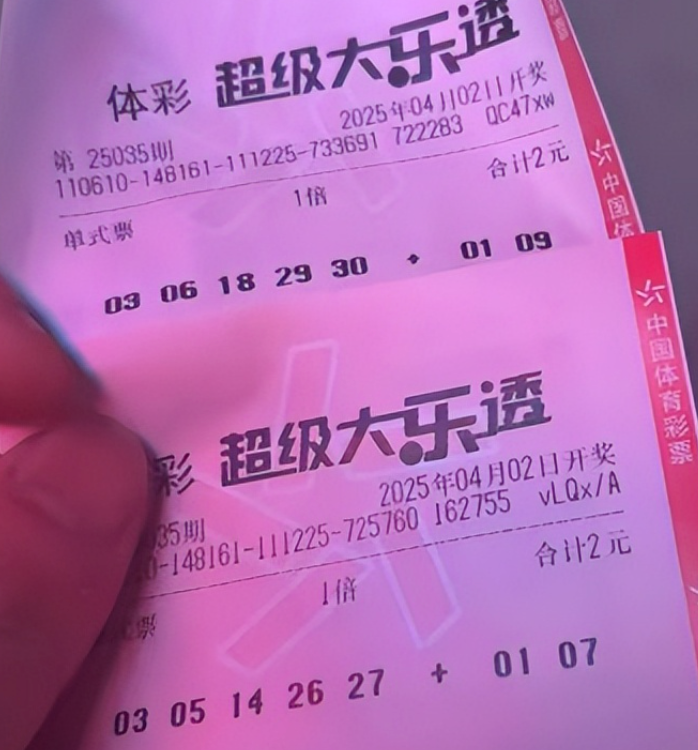 体彩 超级大乐透
2025年04月02日开奖
第 25035期
110610-148161-111225-733691 722283 QC47xW
合计2元
1倍
单式票
03 06 18 29 30 + 01 09
中国体
彩 超级大乐透
2025年04月02日开奖
35期
0-148161-111225-725760 162755 vLQx/A
合计2元
1倍
票
03 05 14 26 27 + 01 07
中国体育彩票